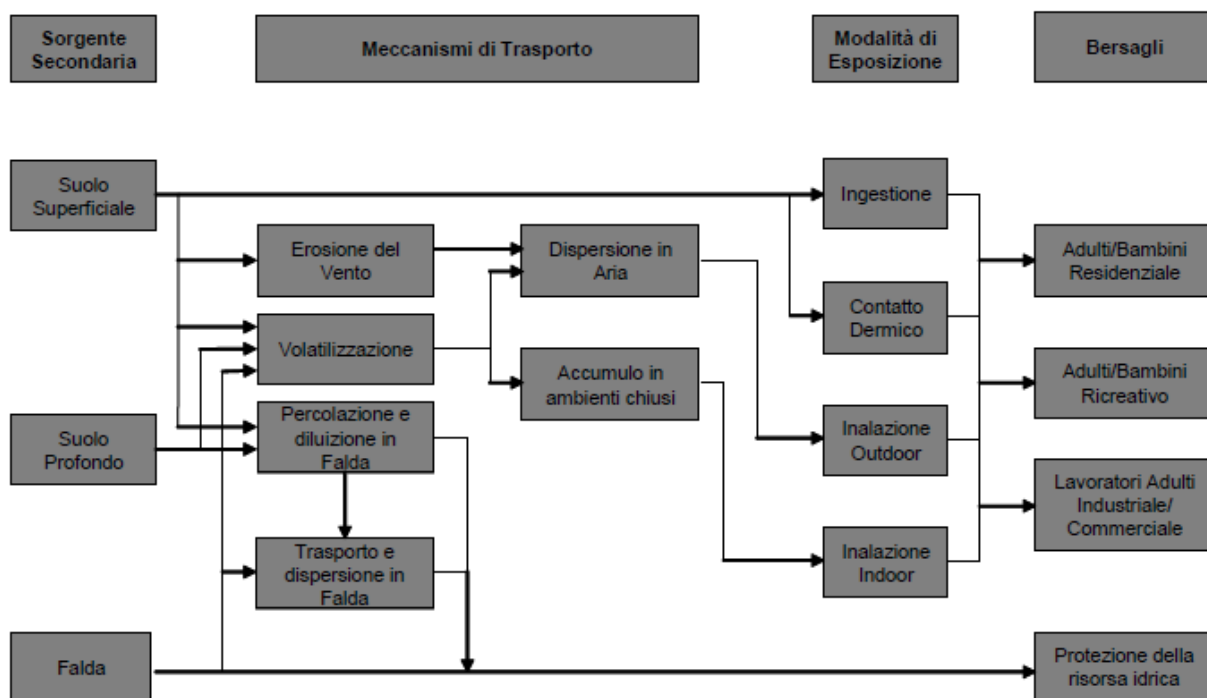 Sorgente
Secondaria
Meccanismi di Trasporto
Modalità di
Esposizione
Bersagli
Suolo
Superficiale
Ingestione
Erosione del
Vento
Dispersione in
Aria
Adulti/Bambini
Residenziale
Contatto
Dermico
Volatilizzazione
Accumulo in
ambienti chiusi
Adulti/Bambini
Ricreativo
Suolo
Profondo
Percolazione e
diluizione in
Falda
Inalazione
Outdoor
Lavoratori Adulti
Industriale/
Commerciale
Trasporto e
dispersione in
Falda
Inalazione
Indoor
Falda
Protezione della
risorsa idrica